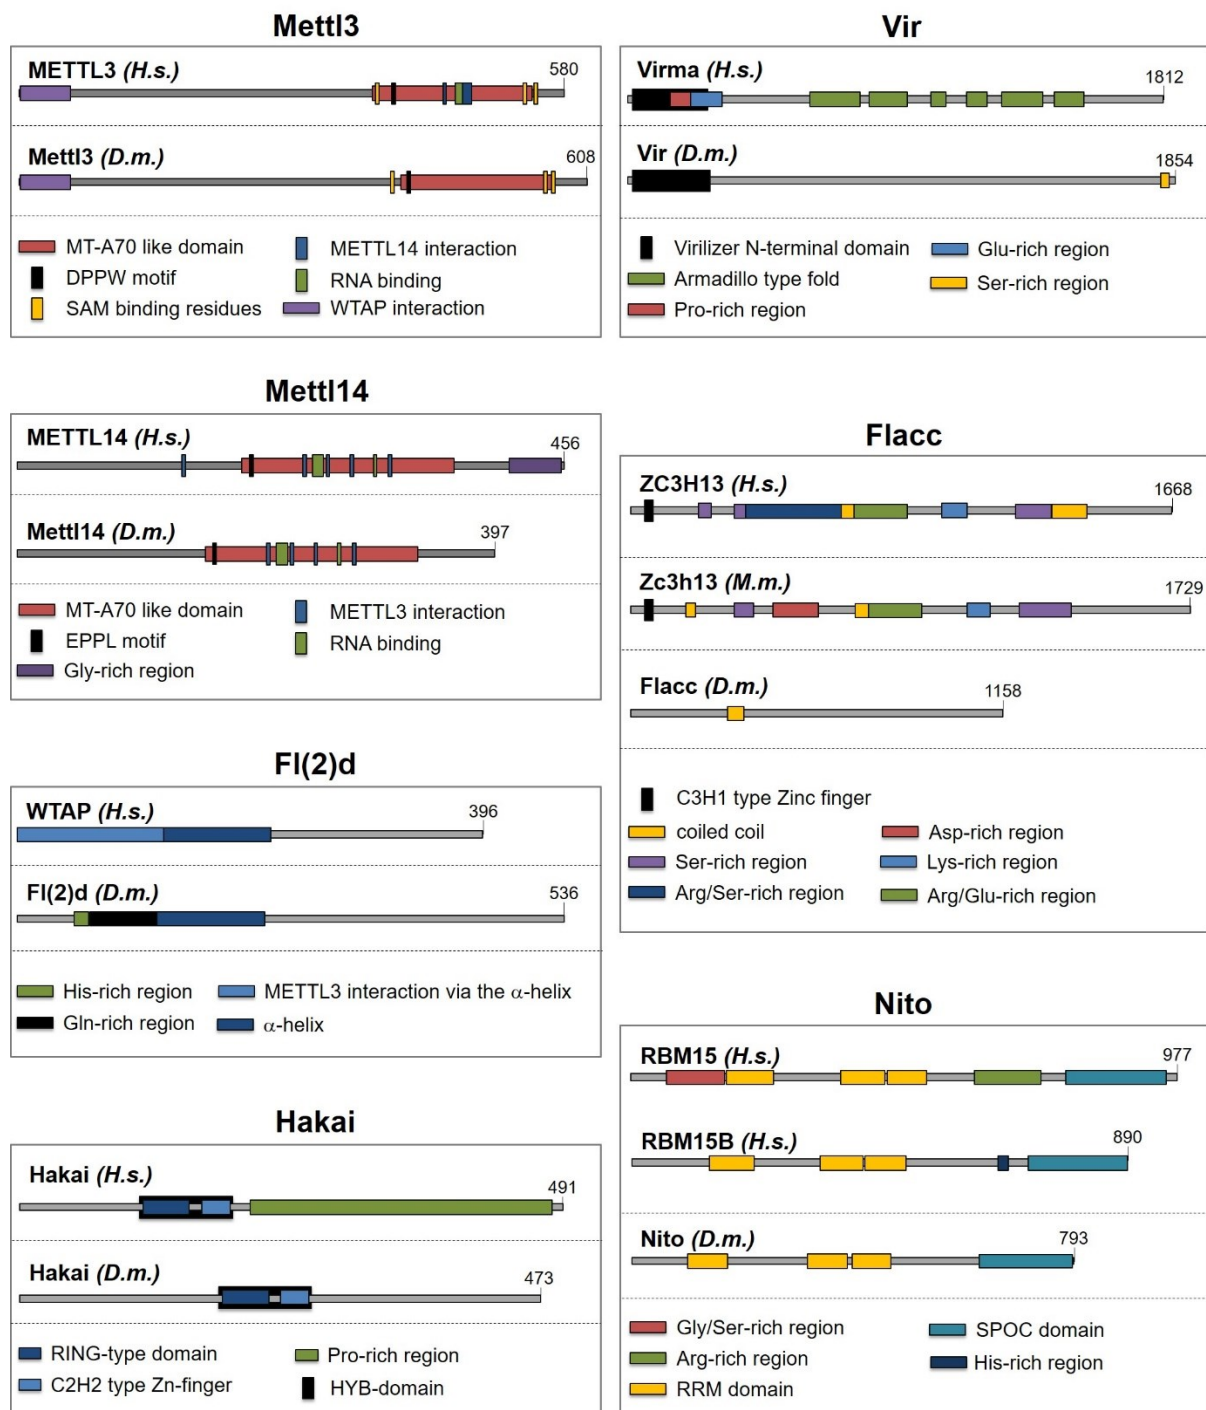 Mettl3
METTL3 (H.s.)
580
Mettl3 (D.m.)
608
MT-A70 like domain
METTL14 interaction
DPPW motif
RNA binding
SAM binding residues
WTAP interaction
Vir
Virma (H.s.)
1812
Vir (D.m.)
1854
Virilizer N-terminal domain
Glu-rich region
Armadillo type fold
Ser-rich region
Pro-rich region
Mettl14
METTL14 (H.s.)
456
Mettl14 (D.m.)
397
MT-A70 like domain
METTL3 interaction
EPPL motif
RNA binding
Gly-rich region
Flacc
ZC3H13 (H.s.)
1668
Zc3h13 (M.m.)
1729
Flacc (D.m.)
1158
C3H1 type Zinc finger
coiled coil
Asp-rich region
Ser-rich region
Lys-rich region
Arg/Ser-rich region
Arg/Glu-rich region
Fl(2)d
WTAP (H.s.)
396
Fl(2)d (D.m.)
536
His-rich region
METTL3 interaction via the α-helix
Gln-rich region
α-helix
Nito
RBM15 (H.s.)
977
RBM15B (H.s.)
890
Nito (D.m.)
793
Gly/Ser-rich region
SPOC domain
Arg-rich region
His-rich region
RRM domain
Hakai
Hakai (H.s.)
491
Hakai (D.m.)
473
RING-type domain
Pro-rich region
C2H2 type Zn-finger
HYB-domain